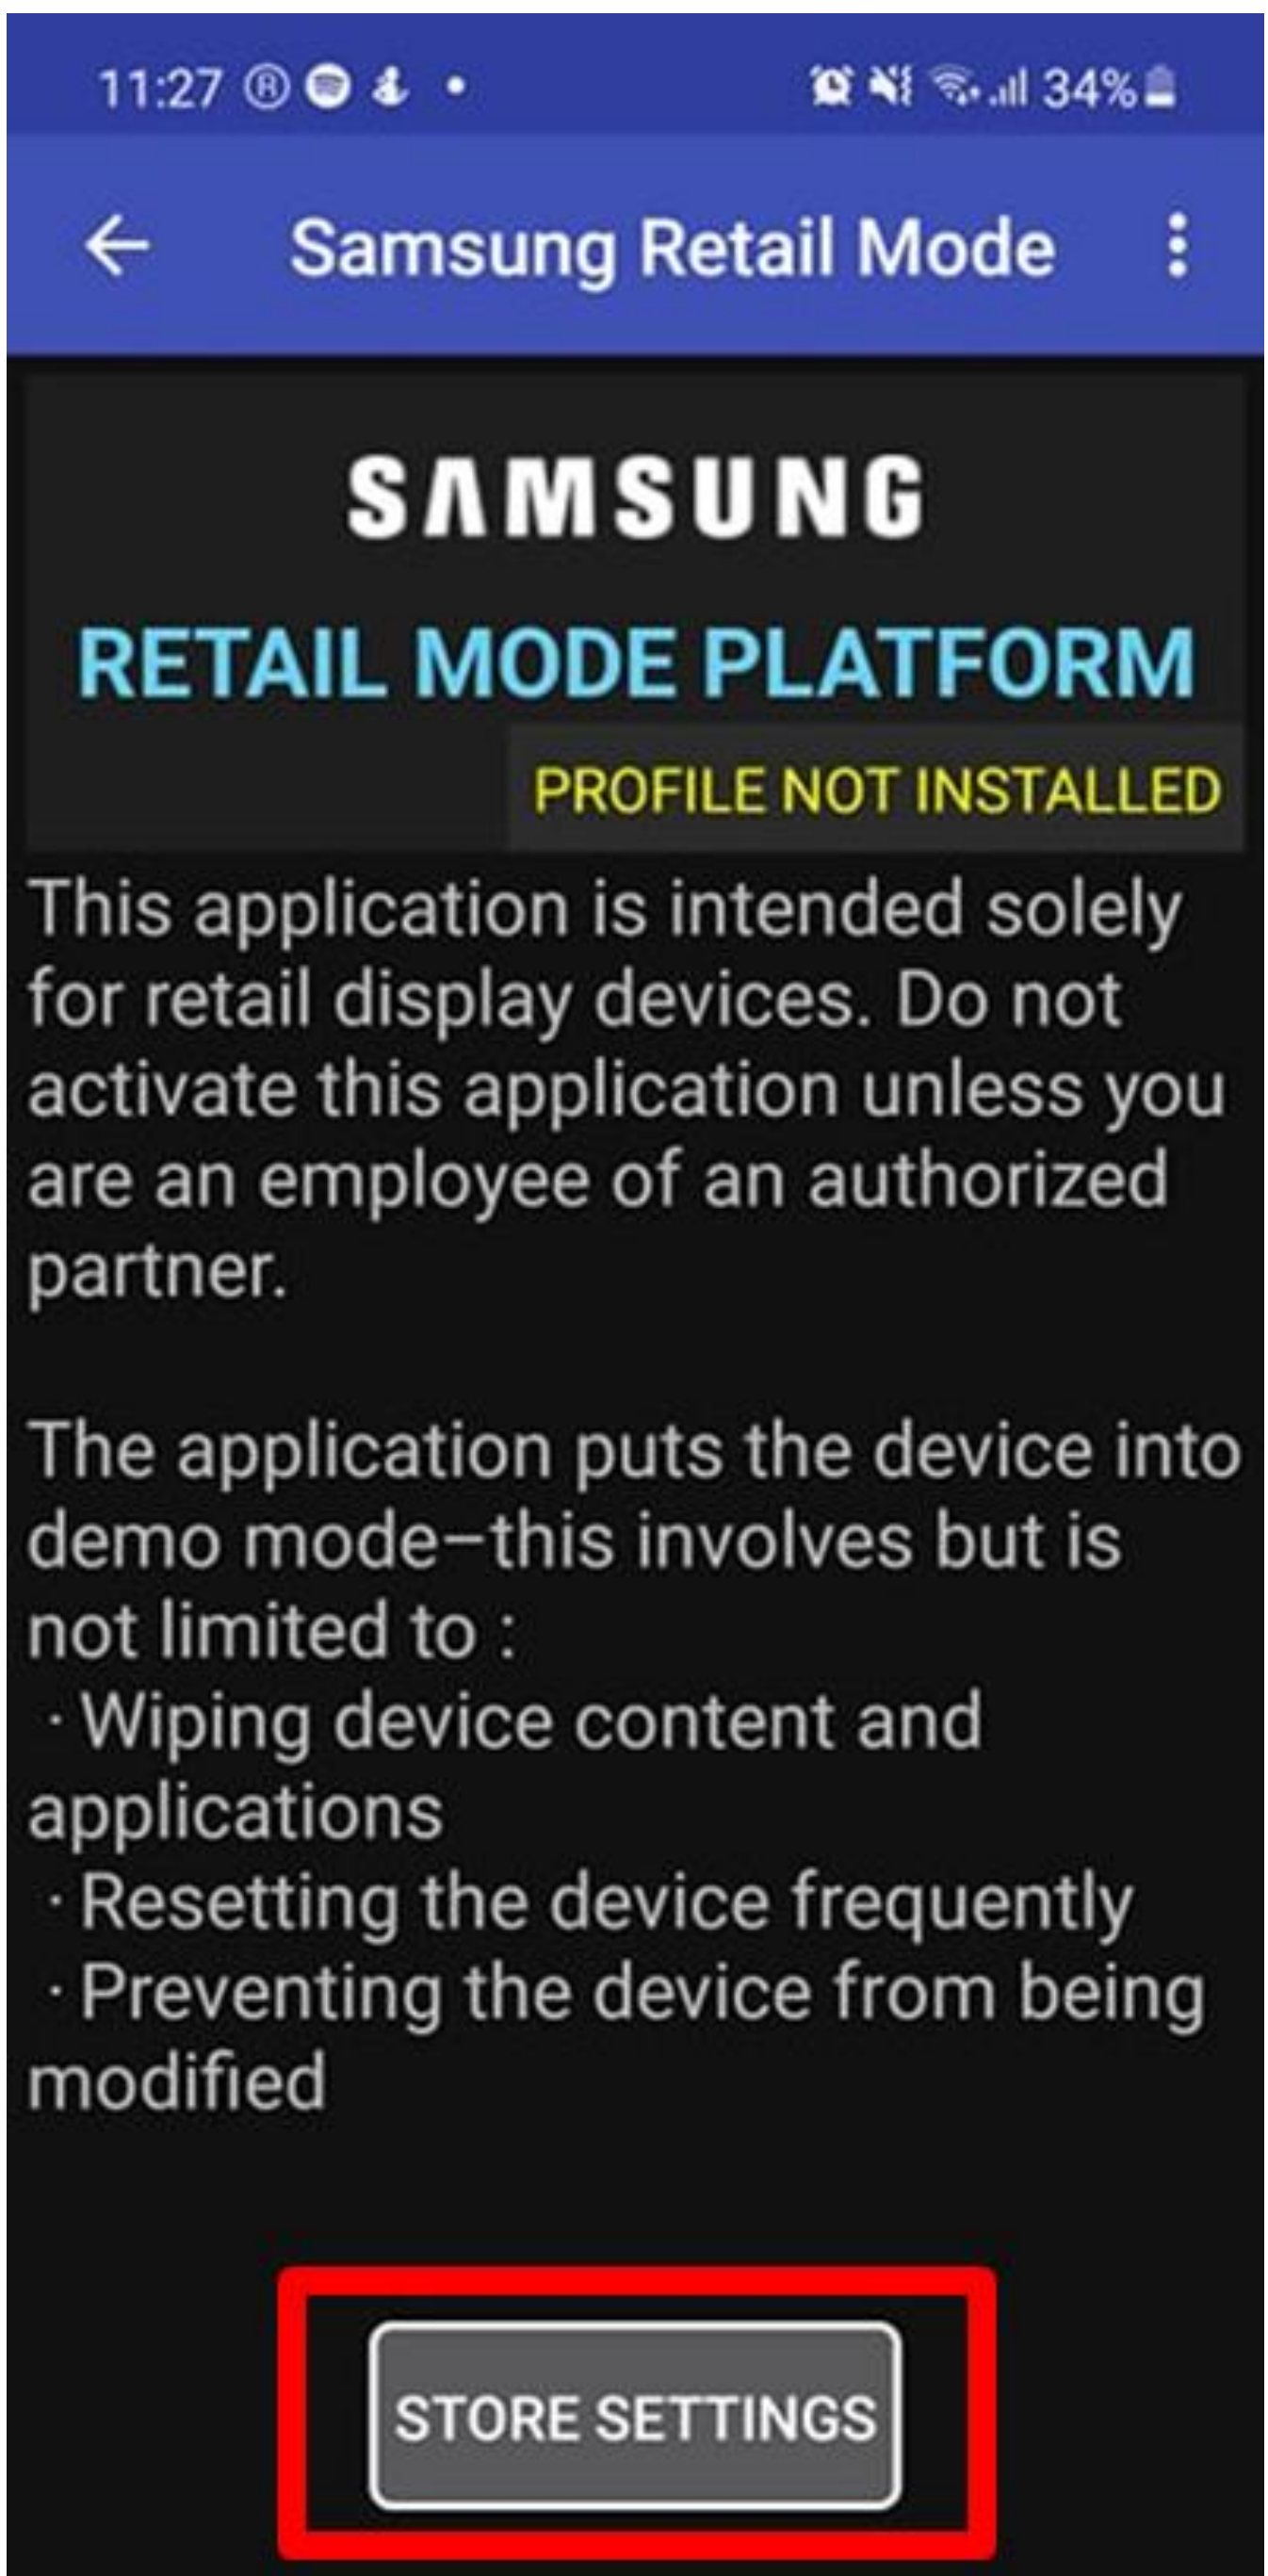 11:27 ® 34%
Samsung Retail Mode
SAMSUNG
RETAIL MODE PLATFORM
PROFILE NOT INSTALLED
This application is intended solely
for retail display devices. Do not
activate this application unless you
are an employee of an authorized
partner.
The application puts the device into
demo mode–this involves but is
not limited to :
· Wiping device content and
applications
· Resetting the device frequently
· Preventing the device from being
modified
STORE SETTINGS